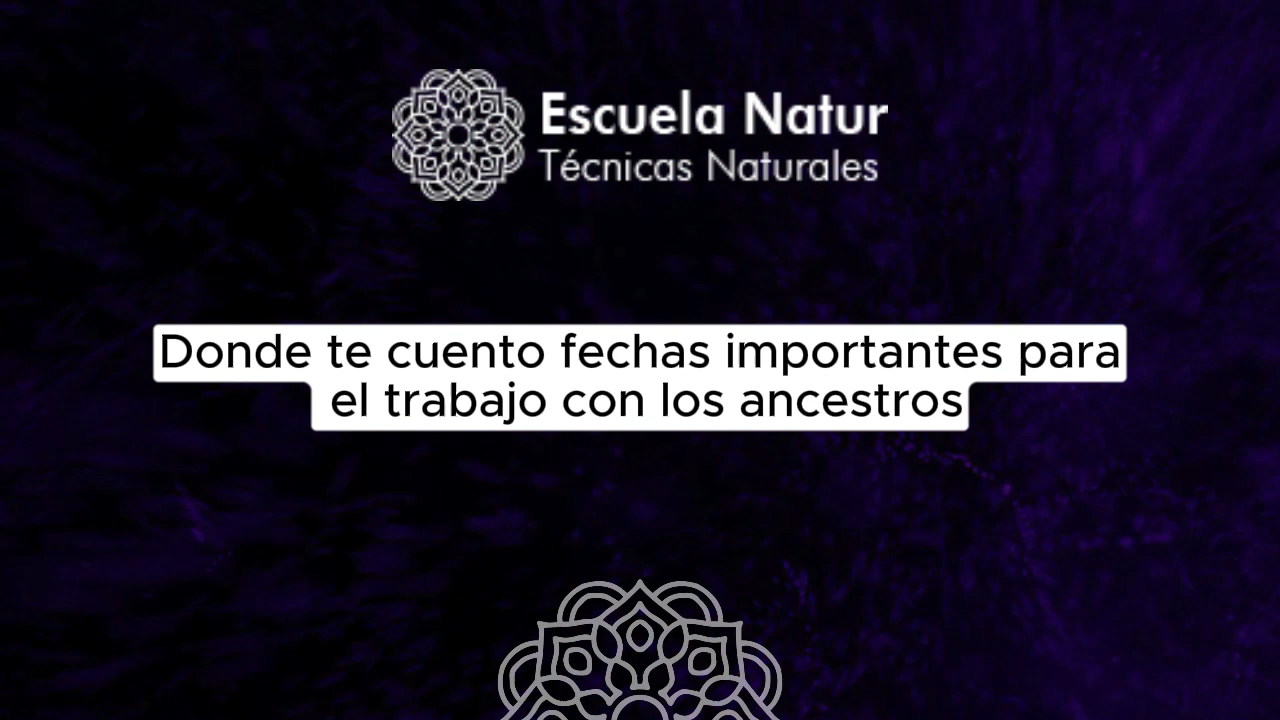 Escuela Natur
Técnicas Naturales
Donde te cuento fechas importantes para
el trabajo con los ancestros